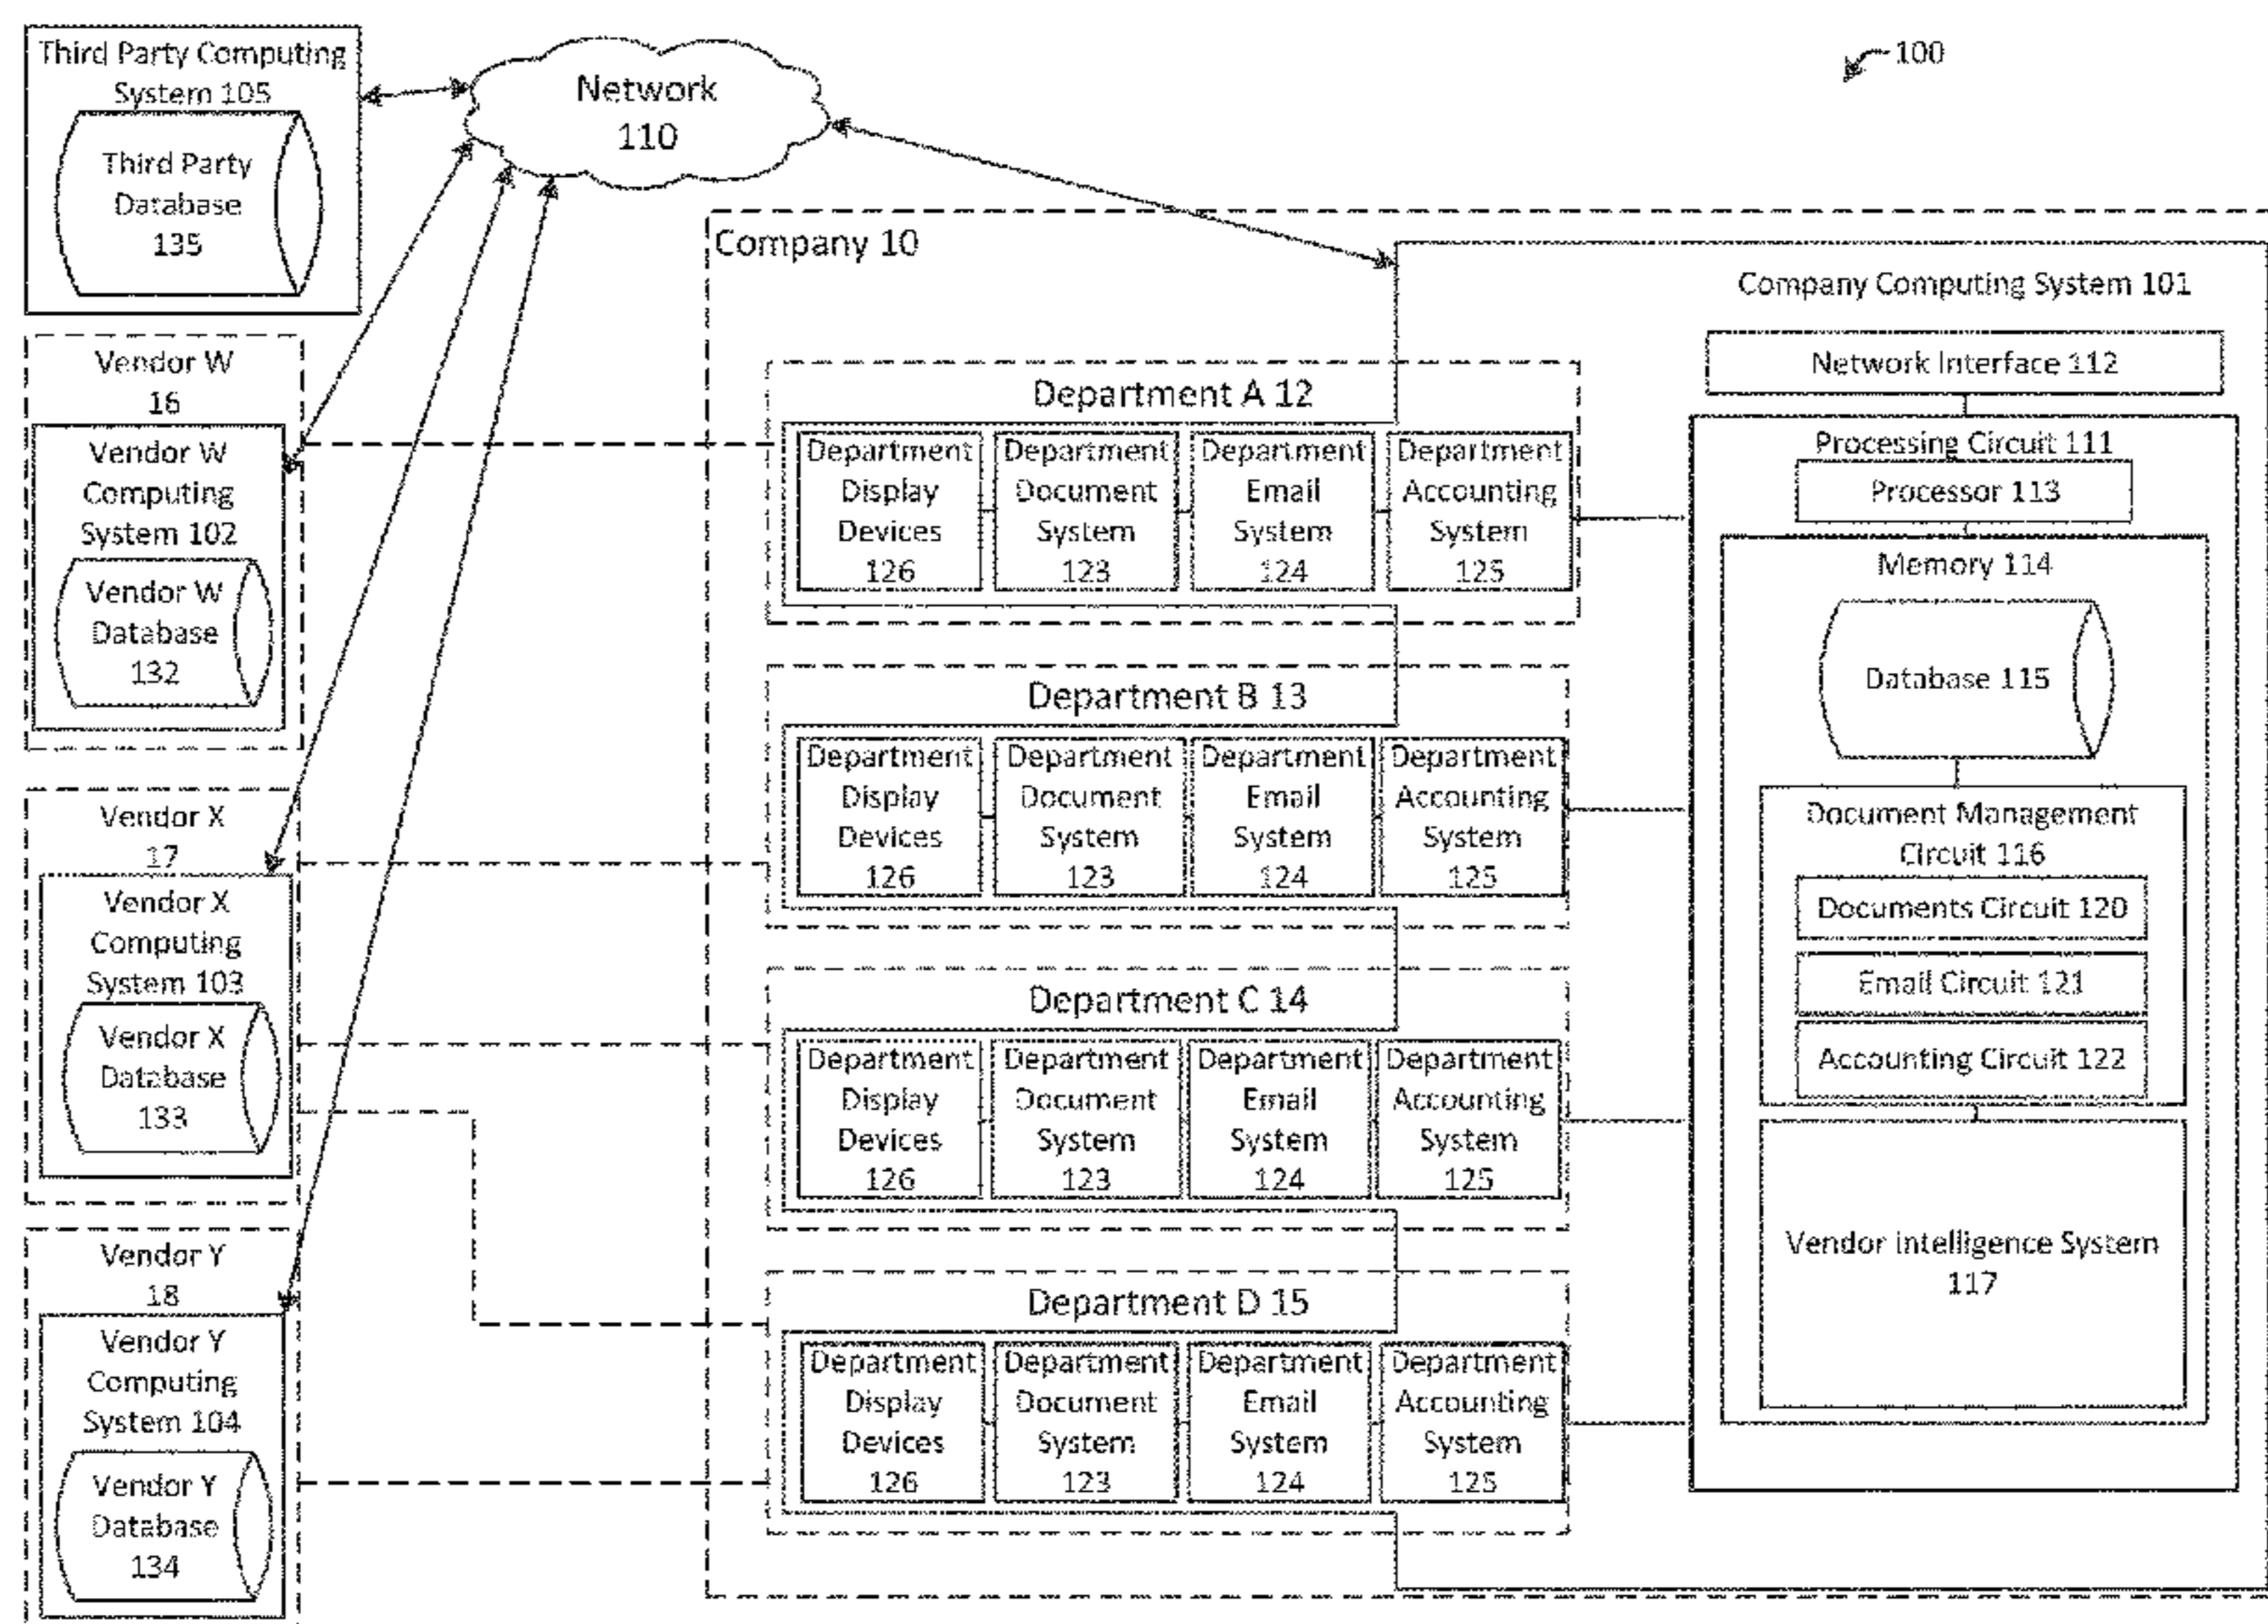 100
Third Party Computing
System 105
Third Party
Database
135
Network
110
Vendor W
16
Vendor W
Computing
System 102
Vendor W
Database
132
Vendor X
17
Vendor X
Computing
System 103
Vendor X
Database
133
Vendor Y
18
Vendor Y
Computing
System 104
Vendor Y
Database
134
Company 10
Department A 12
Department
Display
Devices
126
Department
Document
System
123
Department
Email
System
124
Department
Accounting
System
125
Department B 13
Department
Display
Devices
126
Department
Document
System
123
Department
Email
System
124
Department
Accounting
System
125
Department C 14
Department
Display
Devices
126
Department
Document
System
123
Department
Email
System
124
Department
Accounting
System
125
Department D 15
Department
Display
Devices
126
Department
Document
System
123
Department
Email
System
124
Department
Accounting
System
125
Company Computing System 101
Network Interface 112
Processing Circuit 111
Processor 113
Memory 114
Database 115
Document Management
Circuit 116
Documents Circuit 120
Email Circuit 121
Accounting Circuit 122
Vendor intelligence System
117